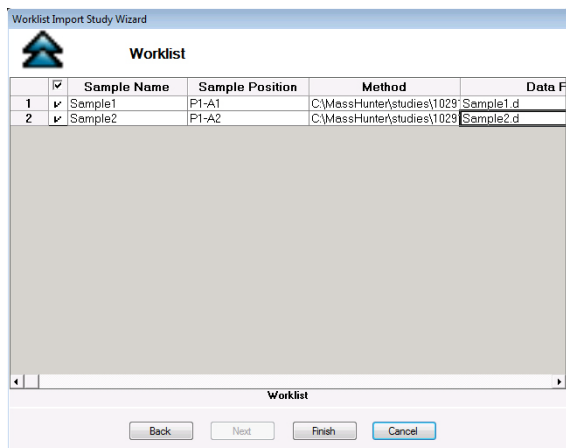 Worklist Import Study Wizard
Worklist
Sample Name Sample Position Method Data F
1 Sample1 P1-A1 C:\MassHunter\studies\1029 Sample1.d
2 Sample2 P1-A2 C:\MassHunter\studies\1029 Sample2.d
Worklist
Back Next Finish Cancel